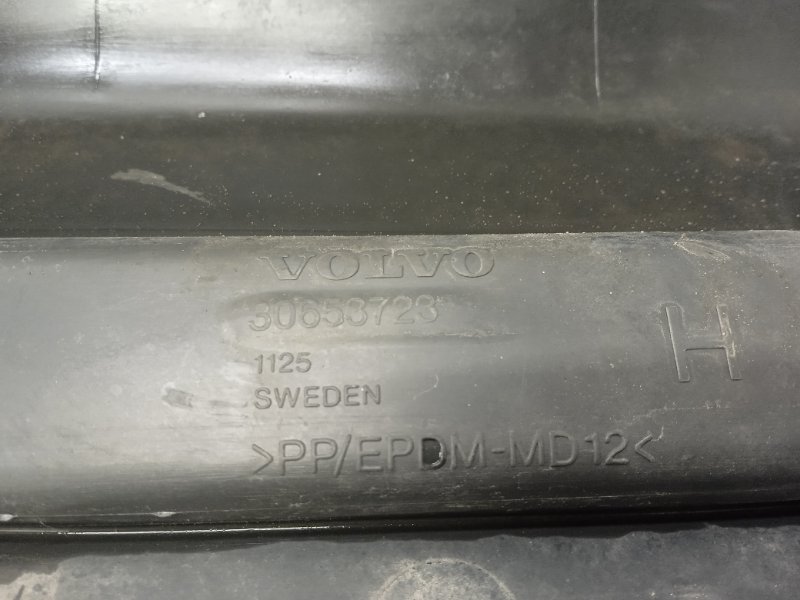 VOLVO
30653723
H
1125
SWEDEN
>PP/EPDM-MD12<